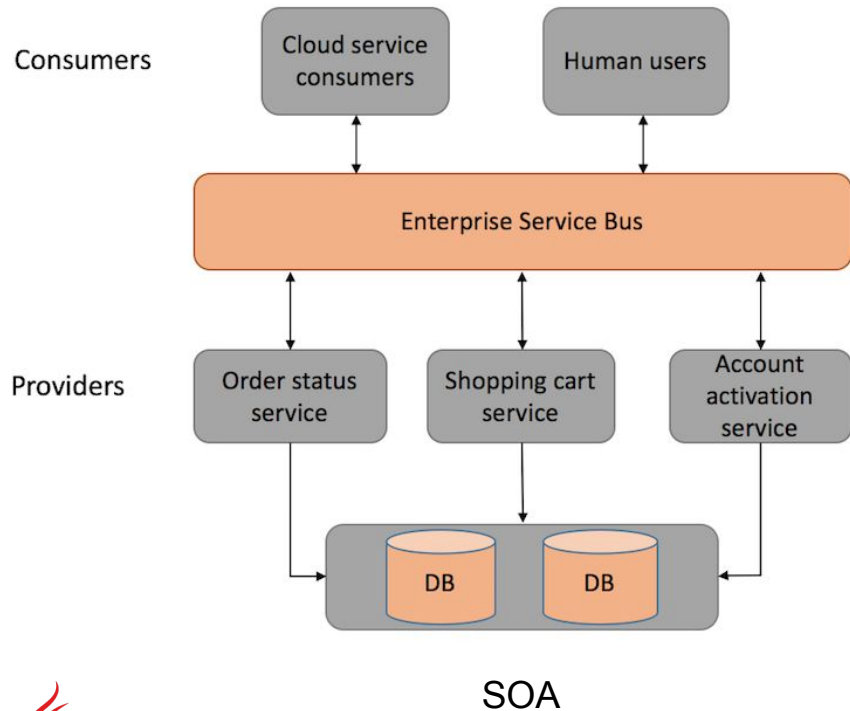 Consumers
Cloud service
consumers
Human users
Enterprise Service Bus
Providers
Order status
service
Shopping cart
service
Account
activation
service
DB
DB
SOA